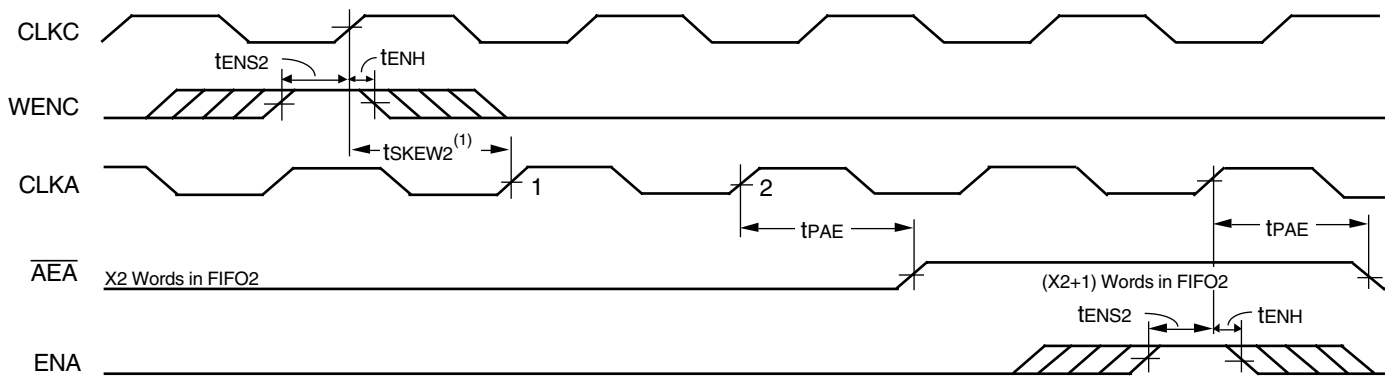 CLKC
tENS2 tENH
WENC
tSKEW2(1)
CLKA 1 2
tPAE tPAE
AEA X2 Words in FIFO2 (X2+1) Words in FIFO2
tENS2 tENH
ENA